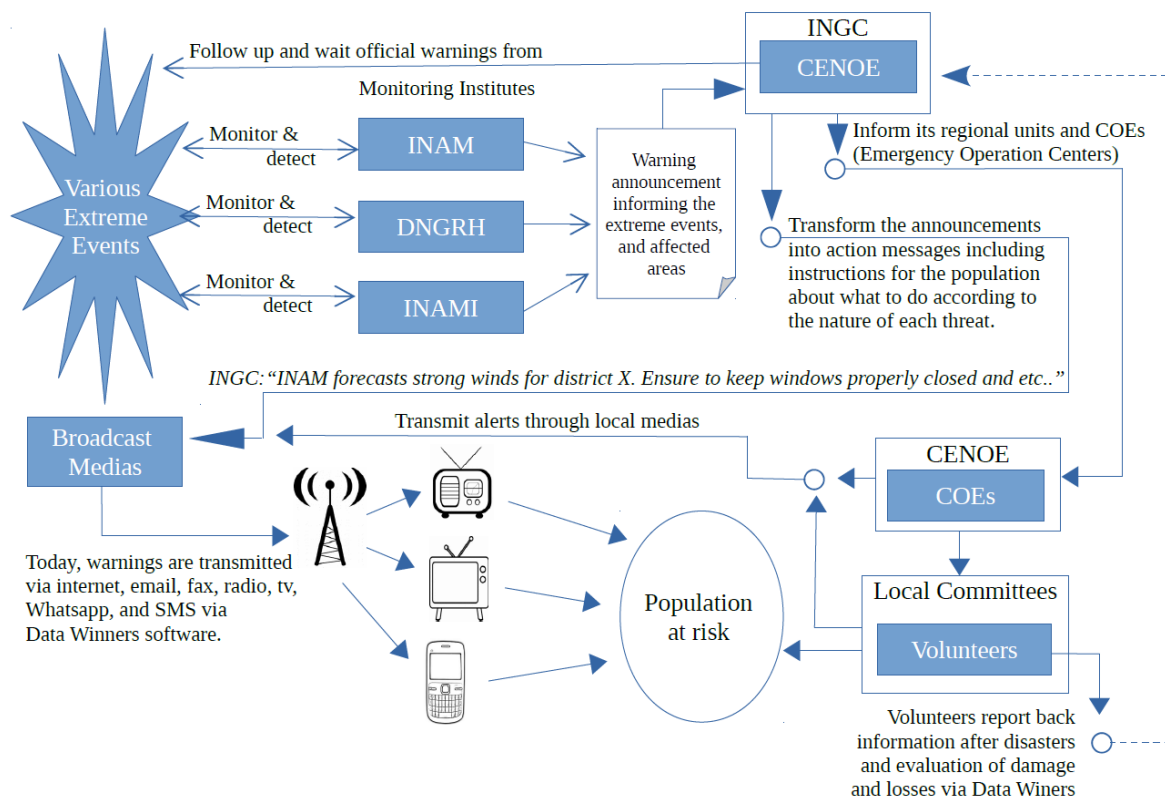 INGC
CENOE
Follow up and wait official warnings from
Monitoring Institutes
Inform its regional units and COEs
(Emergency Operation Centers)
Monitor &
detect
INAM
Various
Extreme
Events
Monitor &
detect
DNGRH
Monitor &
detect
INAMI
Warning
announcement
informing the
extreme events,
and affected
areas
Transform the announcements
into action messages including
instructions for the population
about what to do according to
the nature of each threat.
INGC:“INAM forecasts strong winds for district X. Ensure to keep windows properly closed and etc..”
Broadcast
Medias
Transmit alerts through local medias
CENOE
COEs
Today, warnings are transmitted
via internet, email, fax, radio, tv,
Whatsapp, and SMS via
Data Winners software.
Population
at risk
Local Committees
Volunteers
Volunteers report back
information after disasters
and evaluation of damage
and losses via Data Winers